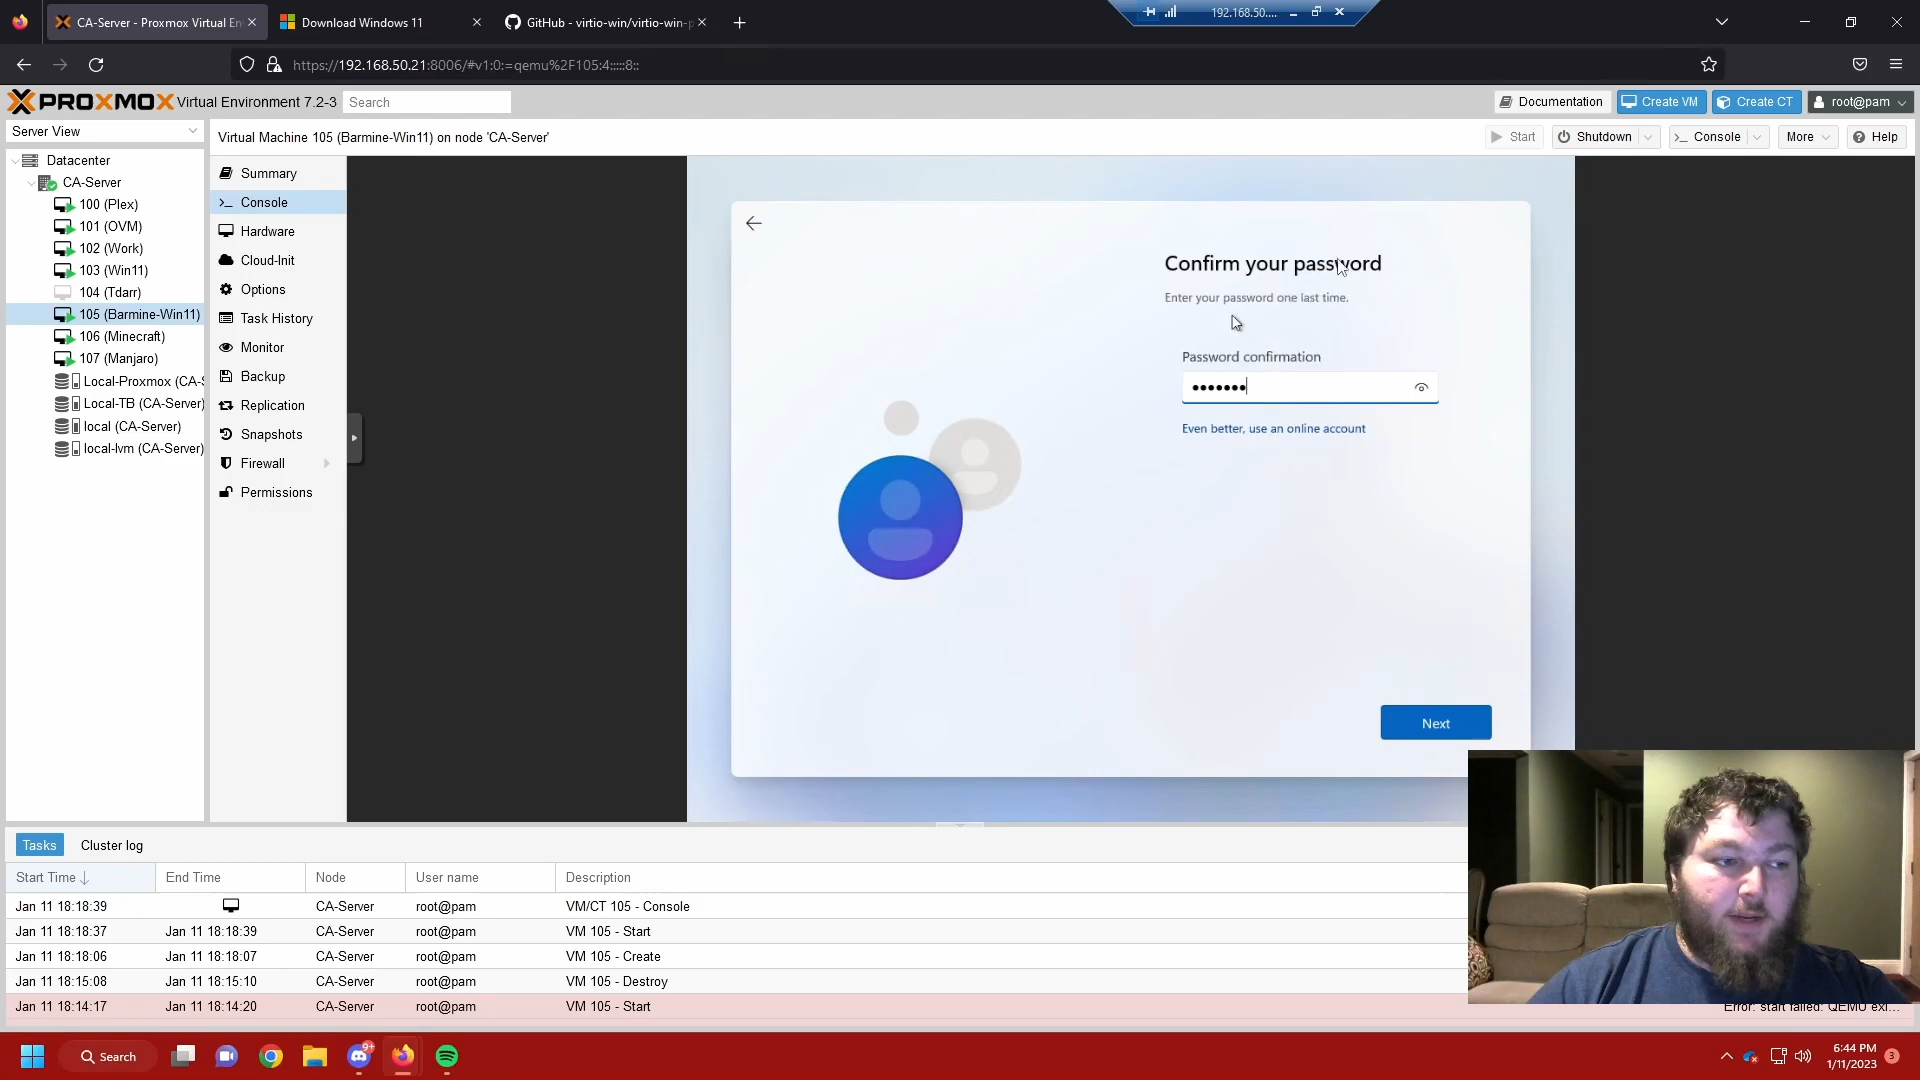 CA-Server - Proxmox Virtual En
Download Windows 11
GitHub - virtio-win/virtio-win-p
192.168.50....
https://192.168.50.21:8006/#v1:0:=qemu%2F105:4:::::8::
PROXMOX Virtual Environment 7.2-3
Search
Documentation
Create VM
Create CT
root@pam
Server View
Virtual Machine 105 (Barmine-Win11) on node 'CA-Server'
Start
Shutdown
>_ Console
More
Help
Datacenter
CA-Server
100 (Plex)
101 (OVM)
102 (Work)
103 (Win11)
104 (Tdarr)
105 (Barmine-Win11)
106 (Minecraft)
107 (Manjaro)
Local-Proxmox (CA-S
Local-TB (CA-Server)
local (CA-Server)
local-lvm (CA-Server)
Summary
>_ Console
Hardware
Cloud-Init
Options
Task History
Monitor
Backup
Replication
Snapshots
Firewall
Permissions
Confirm your password
Enter your password one last time.
Password confirmation
•••••••
Even better, use an online account
Next
Tasks
Cluster log
Start Time
End Time
Node
User name
Description
Jan 11 18:18:39 CA-Server root@pam VM/CT 105 - Console
Jan 11 18:18:37 Jan 11 18:18:39 CA-Server root@pam VM 105 - Start
Jan 11 18:18:06 Jan 11 18:18:07 CA-Server root@pam VM 105 - Create
Jan 11 18:15:08 Jan 11 18:15:10 CA-Server root@pam VM 105 - Destroy
Jan 11 18:14:17 Jan 11 18:14:20 CA-Server root@pam VM 105 - Start Error: start failed: QEMU exi...
Search
9+
6:44 PM
1/11/2023
3